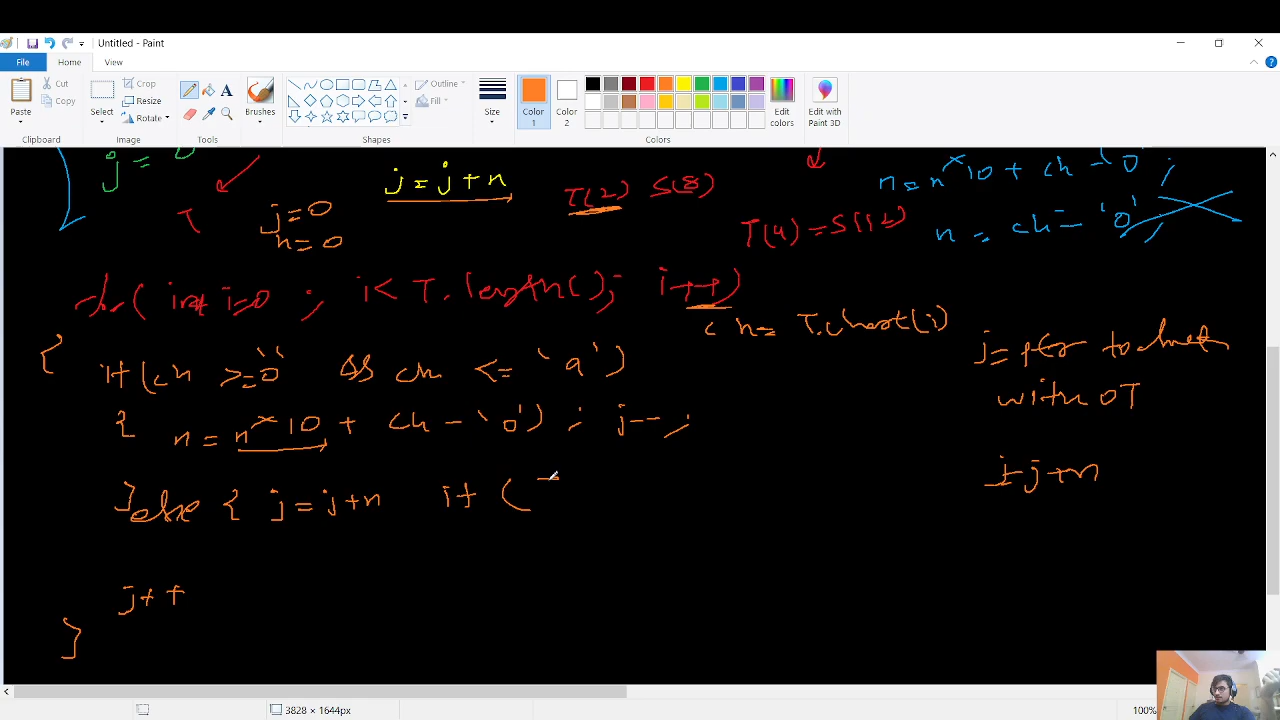 Untitled - Paint
File Home View
Paste Cut Copy Clipboard
Select Crop Resize Rotate Image
Tools
Brushes
Shapes Outline Fill
Size
Color 1 Color 2
Edit colors Colors
Edit with Paint 3D
j = 0
T
j = j + n
j = 0
n = 0
T(2) S(8)
T(4) = S(12)
n = n * 10 + ch - '0' ;
n = ch - '0' ;
int i=0 ; i < T.length(); i++)
ch = T.charAt(i)
{ if (ch >= '0' && ch <= '9')
{ n = n * 10 + ch - '0') ; j-- ;
} else { j = j+n if (
j++
}
j = ptr to check
with OT
j+n
3828 × 1644px
100%